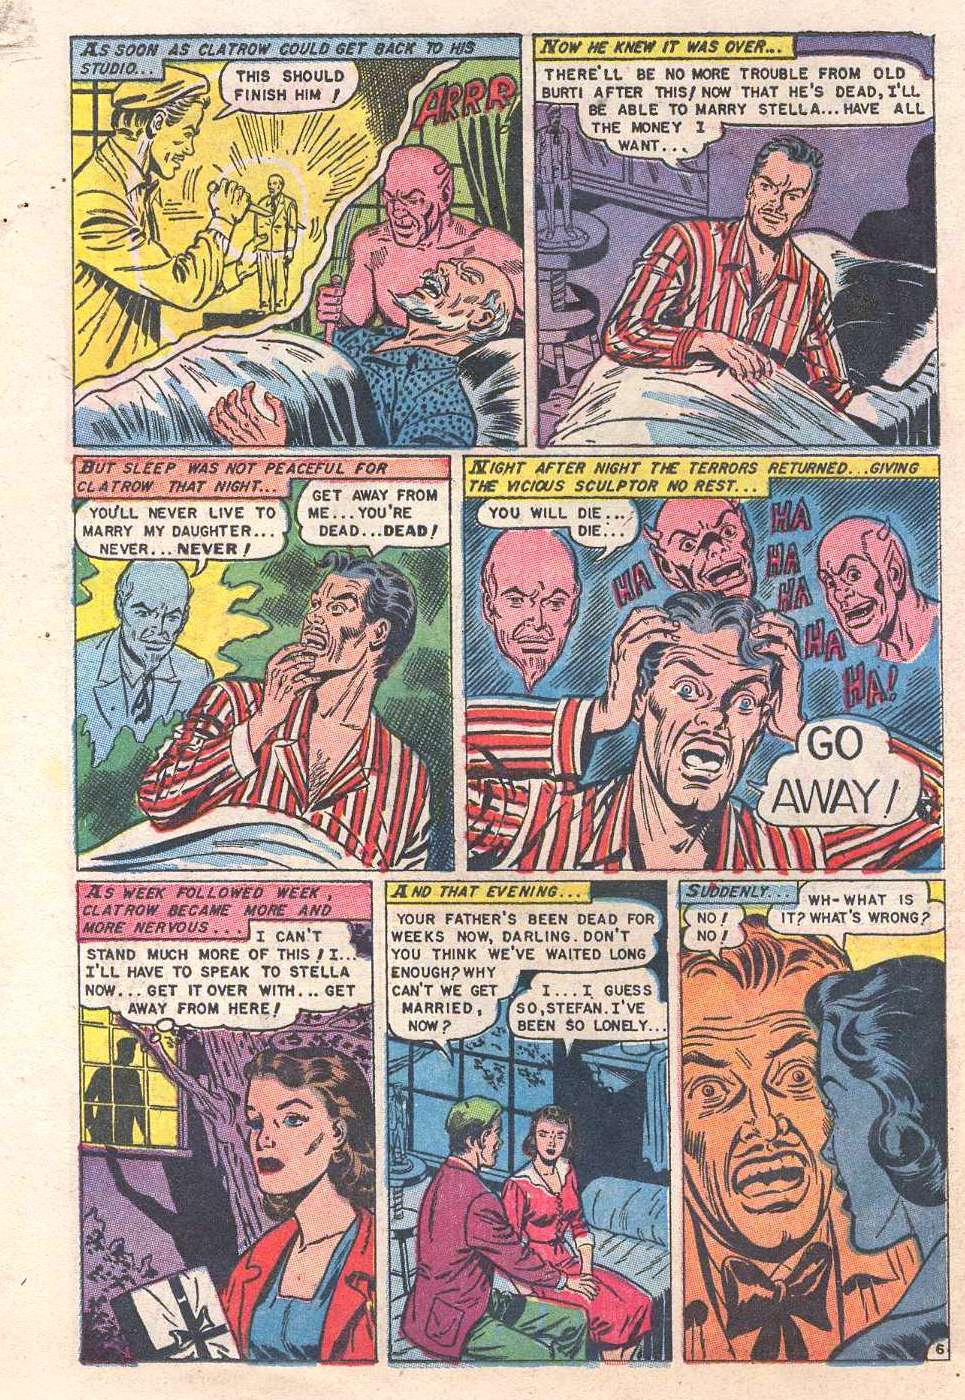 AS SOON AS CLATROW COULD GET BACK TO HIS
STUDIO...
THIS SHOULD
FINISH HIM!
ARRR
NOW HE KNEW IT WAS OVER...
THERE'LL BE NO MORE TROUBLE FROM OLD
BURTI AFTER THIS! NOW THAT HE'S DEAD, I'LL
BE ABLE TO MARRY STELLA...HAVE ALL
THE MONEY I
WANT...
BUT SLEEP WAS NOT PEACEFUL FOR
CLATROW THAT NIGHT...
YOU'LL NEVER LIVE TO
MARRY MY DAUGHTER...
NEVER...NEVER!
GET AWAY FROM
ME...YOU'RE
DEAD...DEAD!
NIGHT AFTER NIGHT THE TERRORS RETURNED...GIVING
THE VICIOUS SCULPTOR NO REST...
YOU WILL DIE...
DIE...
HA
HA
HA
HA
HA
HA!
GO
AWAY!
AS WEEK FOLLOWED WEEK,
CLATROW BECAME MORE AND
MORE NERVOUS...
I CAN'T
STAND MUCH MORE OF THIS! I...
I'LL HAVE TO SPEAK TO STELLA
NOW...GET IT OVER WITH...GET
AWAY FROM HERE!
AND THAT EVENING...
YOUR FATHER'S BEEN DEAD FOR
WEEKS NOW, DARLING. DON'T
YOU THINK WE'VE WAITED LONG
ENOUGH? WHY
CAN'T WE GET
MARRIED,
NOW?
I...I GUESS
SO, STEFAN. I'VE
BEEN SO LONELY...
SUDDENLY...
NO!
NO!
WH-WHAT IS
IT? WHAT'S WRONG?
6